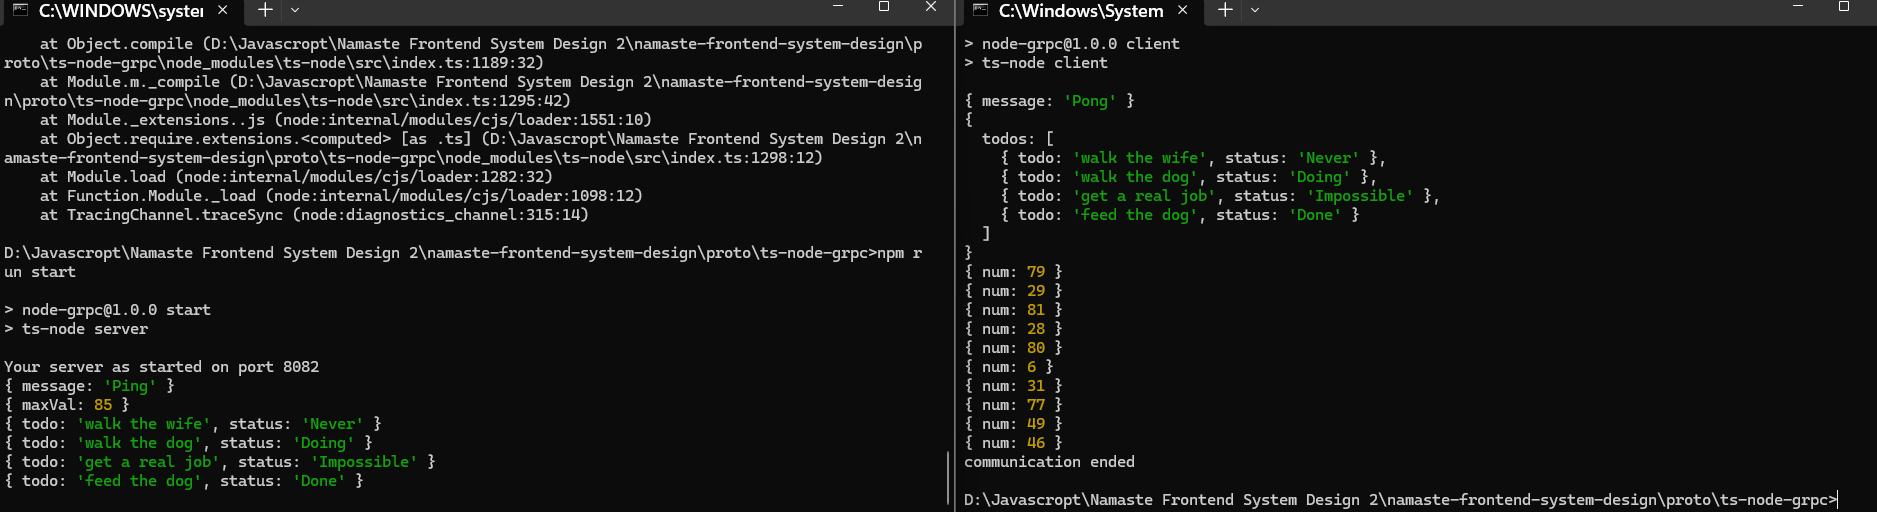 C:\WINDOWS\syster
at Object.compile (D:\Javascropt\Namaste Frontend System Design 2\namaste-frontend-system-design\p
roto\ts-node-grpc\node_modules\ts-node\src\index.ts:1189:32)
at Module.m._compile (D:\Javascropt\Namaste Frontend System Design 2\namaste-frontend-system-desig
n\proto\ts-node-grpc\node_modules\ts-node\src\index.ts:1295:42)
at Module._extensions..js (node:internal/modules/cjs/loader:1551:10)
at Object.require.extensions.<computed> [as .ts] (D:\Javascropt\Namaste Frontend System Design 2\n
amaste-frontend-system-design\proto\ts-node-grpc\node_modules\ts-node\src\index.ts:1298:12)
at Module.load (node:internal/modules/cjs/loader:1282:32)
at Function.Module._load (node:internal/modules/cjs/loader:1098:12)
at TracingChannel.traceSync (node:diagnostics_channel:315:14)
D:\Javascropt\Namaste Frontend System Design 2\namaste-frontend-system-design\proto\ts-node-grpc>npm r
un start
> node-grpc@1.0.0 start
> ts-node server
Your server as started on port 8082
{ message: 'Ping' }
{ maxVal: 85 }
{ todo: 'walk the wife', status: 'Never' }
{ todo: 'walk the dog', status: 'Doing' }
{ todo: 'get a real job', status: 'Impossible' }
{ todo: 'feed the dog', status: 'Done' }
C:\Windows\System
> node-grpc@1.0.0 client
> ts-node client
{ message: 'Pong' }
{
todos: [
{ todo: 'walk the wife', status: 'Never' },
{ todo: 'walk the dog', status: 'Doing' },
{ todo: 'get a real job', status: 'Impossible' },
{ todo: 'feed the dog', status: 'Done' }
]
}
{ num: 79 }
{ num: 29 }
{ num: 81 }
{ num: 28 }
{ num: 80 }
{ num: 6 }
{ num: 31 }
{ num: 77 }
{ num: 49 }
{ num: 46 }
communication ended
D:\Javascropt\Namaste Frontend System Design 2\namaste-frontend-system-design\proto\ts-node-grpc>